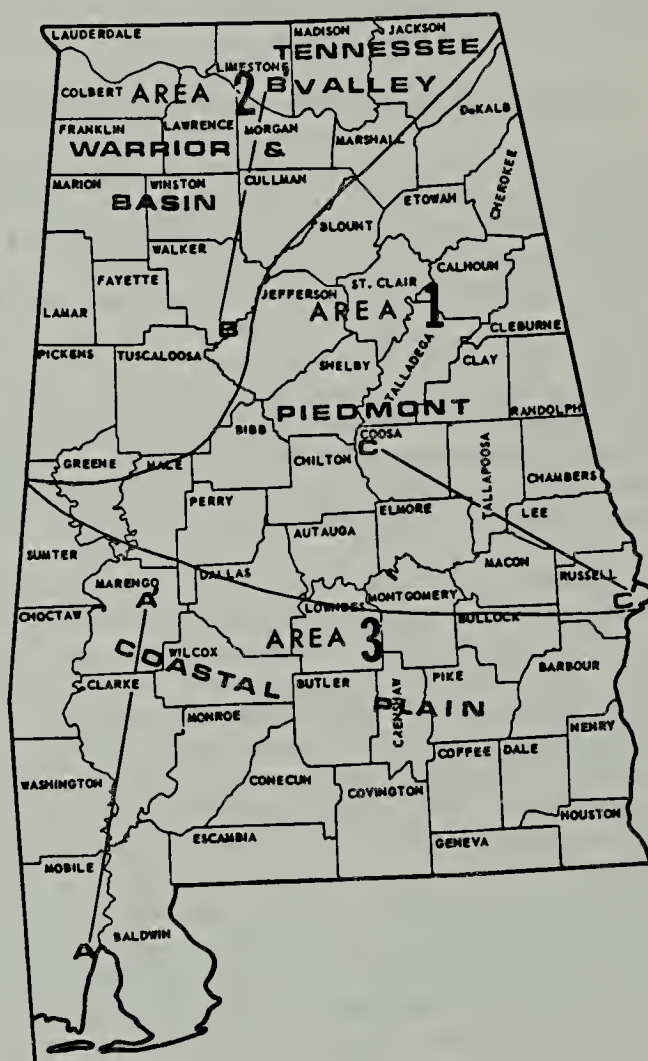 LAUDERDALE
MADISON
JACKSON
TENNESSEE
LIMESTONE
COLBERT
AREA 2
B'
VALLEY
DeKALB
FRANKLIN
LAWRENCE
MORGAN
MARSHALL
WARRIOR &
CHEROKEE
MARION
WINSTON
CULLMAN
BASIN
ETOWAH
BLOUNT
WALKER
CALHOUN
FAYETTE
ST. CLAIR
JEFFERSON
AREA 1
LAMAR
B
CLEBURNE
PICKENS
TUSCALOOSA
SHELBY
TALLADEGA
CLAY
PIEDMONT
RANDOLPH
BIBB
COOSA
C
GREENE
HALE
CHILTON
TALLAPOOSA
CHAMBERS
PERRY
ELMORE
LEE
AUTAUGA
SUMTER
MACON
MARENGO
DALLAS
RUSSELL
A'
LOWNDES
MONTGOMERY
C'
CHOCTAW
BULLOCK
AREA 3
WILCOX
COASTAL
BARBOUR
CLARKE
BUTLER
PIKE
CRENSHAW
PLAIN
MONROE
HENRY
COFFEE
DALE
WASHINGTON
CONECUH
COVINGTON
HOUSTON
ESCAMBIA
GENEVA
MOBILE
BALDWIN
A